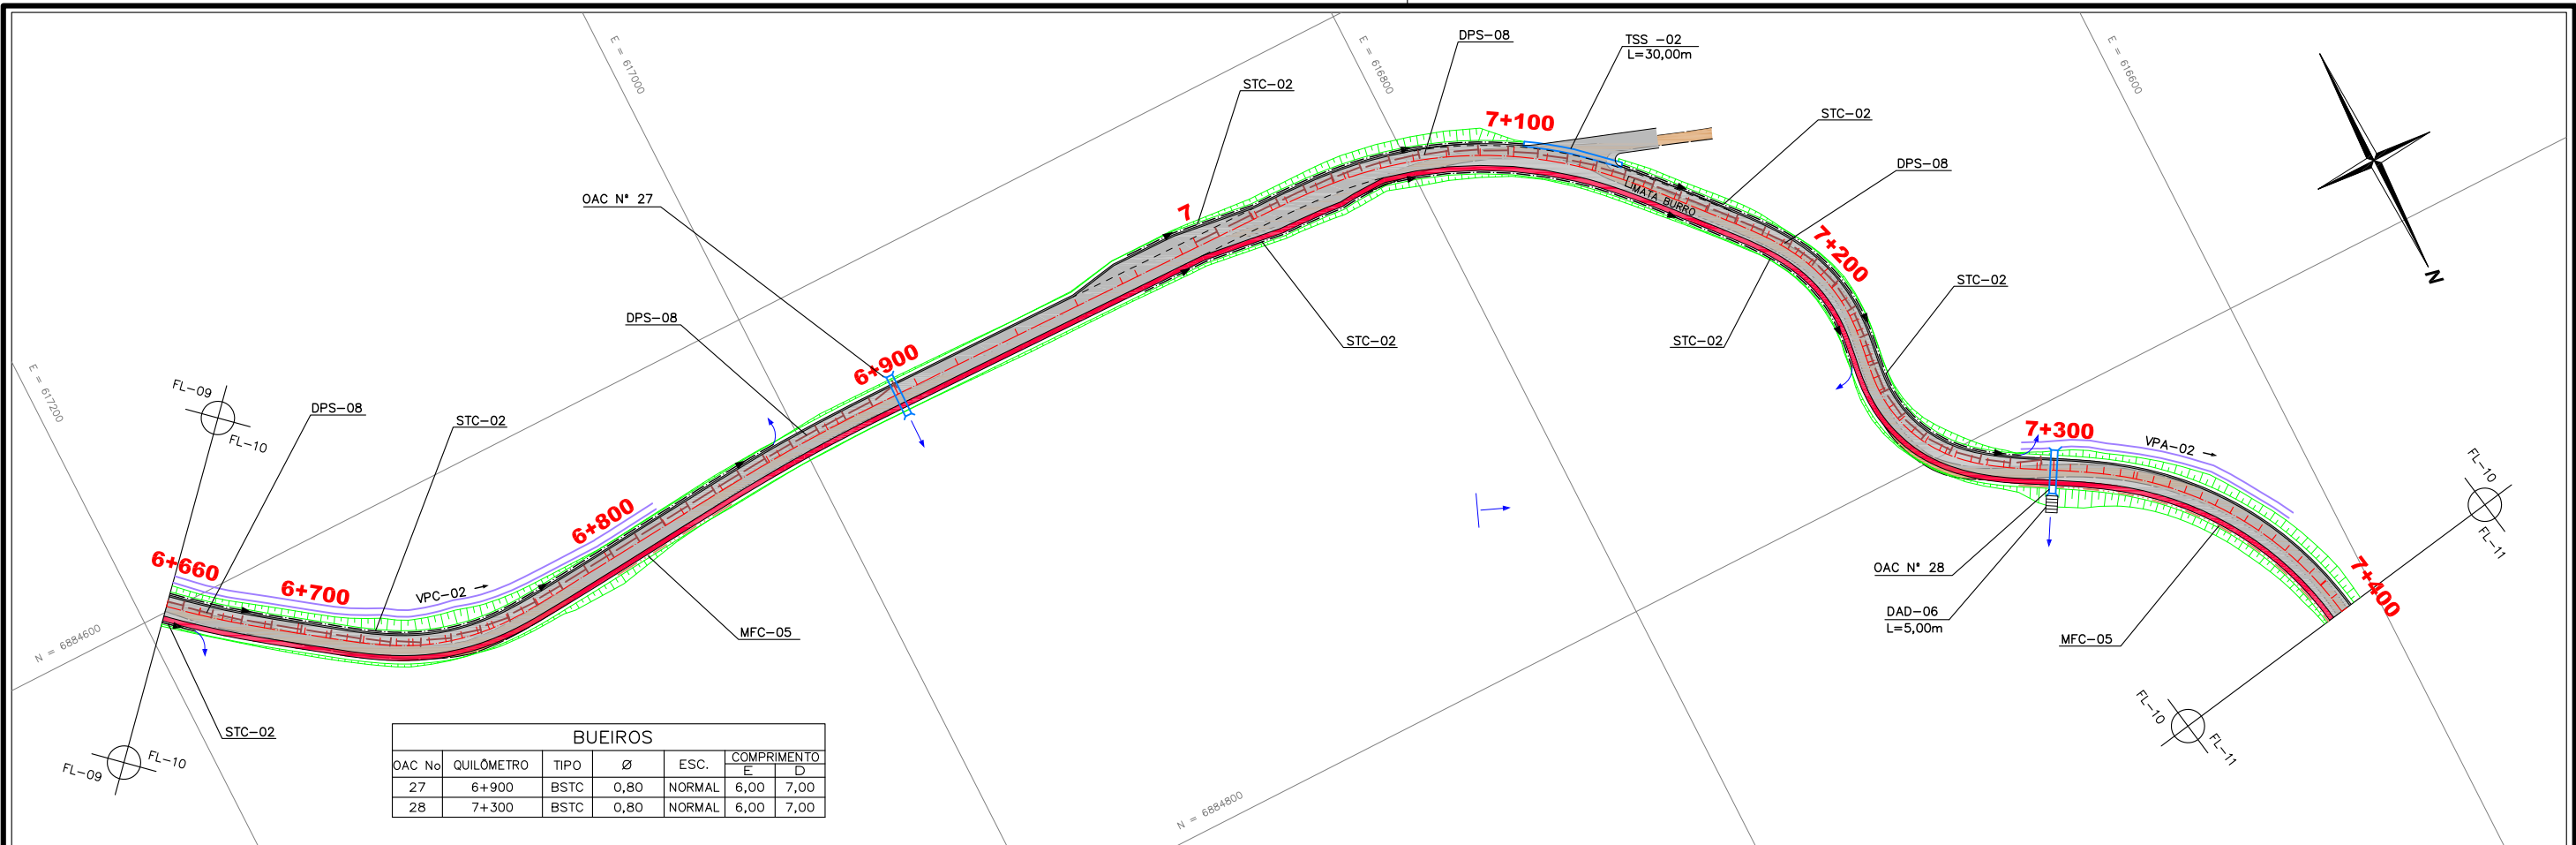 E = 617000
E = 616800
E = 616600
DPS-08
TSS -02
L=30,00m
STC-02
7+100
STC-02
DPS-08
MATA BURRO
OAC N° 27
7
7+200
N
STC-02
DPS-08
STC-02
STC-02
6+900
E = 617200
FL-09
FL-10
DPS-08
STC-02
7+300
VPA-02
FL-10
FL-11
6+800
6+660
6+700
VPC-02
OAC N° 28
7+400
DAD-06
L=5,00m
MFC-05
MFC-05
N = 6884600
STC-02
FL-09
FL-10
FL-10
FL-11
N = 6884800
BUEIROS
OAC No QUILÔMETRO TIPO Ø ESC. COMPRIMENTO
E D
27 6+900 BSTC 0,80 NORMAL 6,00 7,00
28 7+300 BSTC 0,80 NORMAL 6,00 7,00